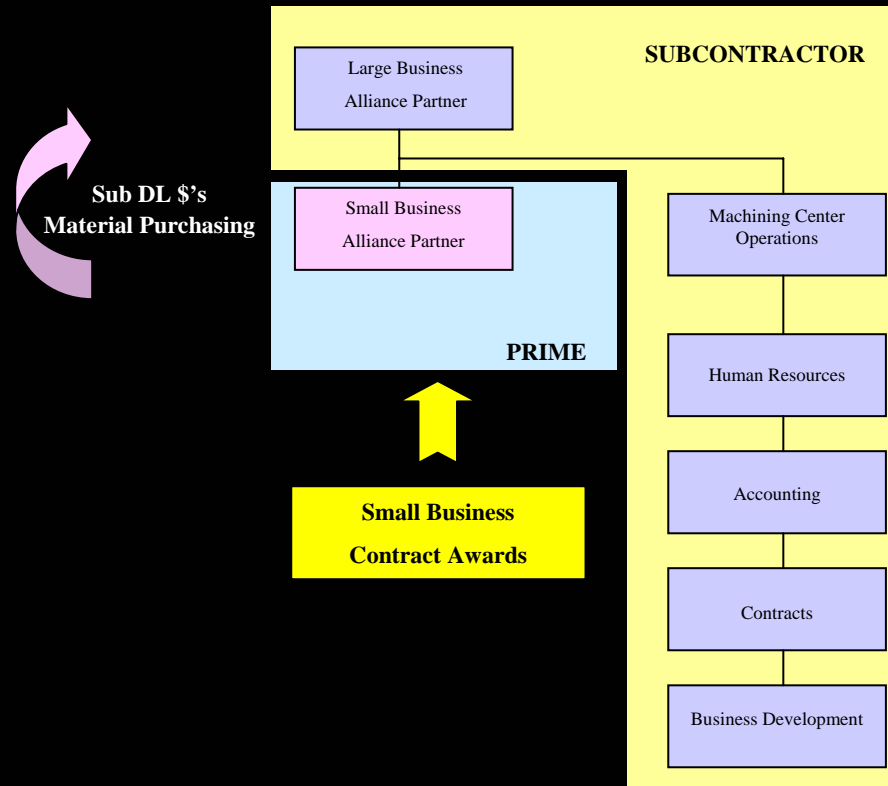 SUBCONTRACTOR
Large Business
Alliance Partner
Sub DL $’s
Material Purchasing
Small Business
Alliance Partner
PRIME
Machining Center
Operations
Human Resources
Accounting
Contracts
Business Development
Small Business
Contract Awards